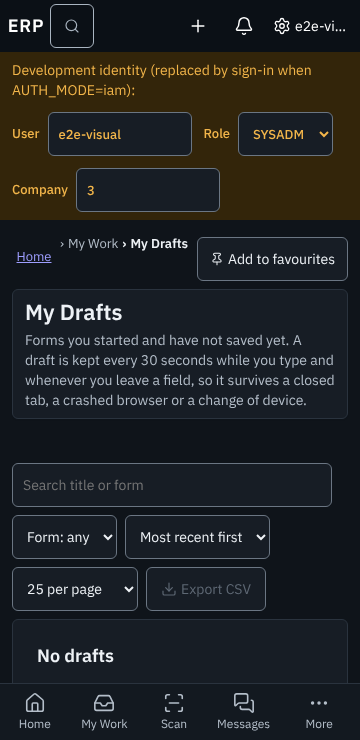 ERP
e2e-vi...
Development identity (replaced by sign-in when
AUTH_MODE=iam):
User e2e-visual Role SYSADM
Company 3
Home › My Work › My Drafts
Add to favourites
My Drafts
Forms you started and have not saved yet. A
draft is kept every 30 seconds while you type and
whenever you leave a field, so it survives a closed
tab, a crashed browser or a change of device.
Search title or form
Form: any Most recent first
25 per page Export CSV
No drafts
Home My Work Scan Messages More